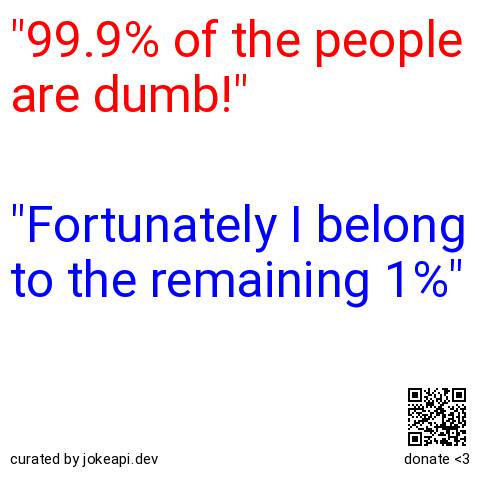 "99.9% of the people
are dumb!"
"Fortunately I belong
to the remaining 1%"
curated by jokeapi.dev
donate <3